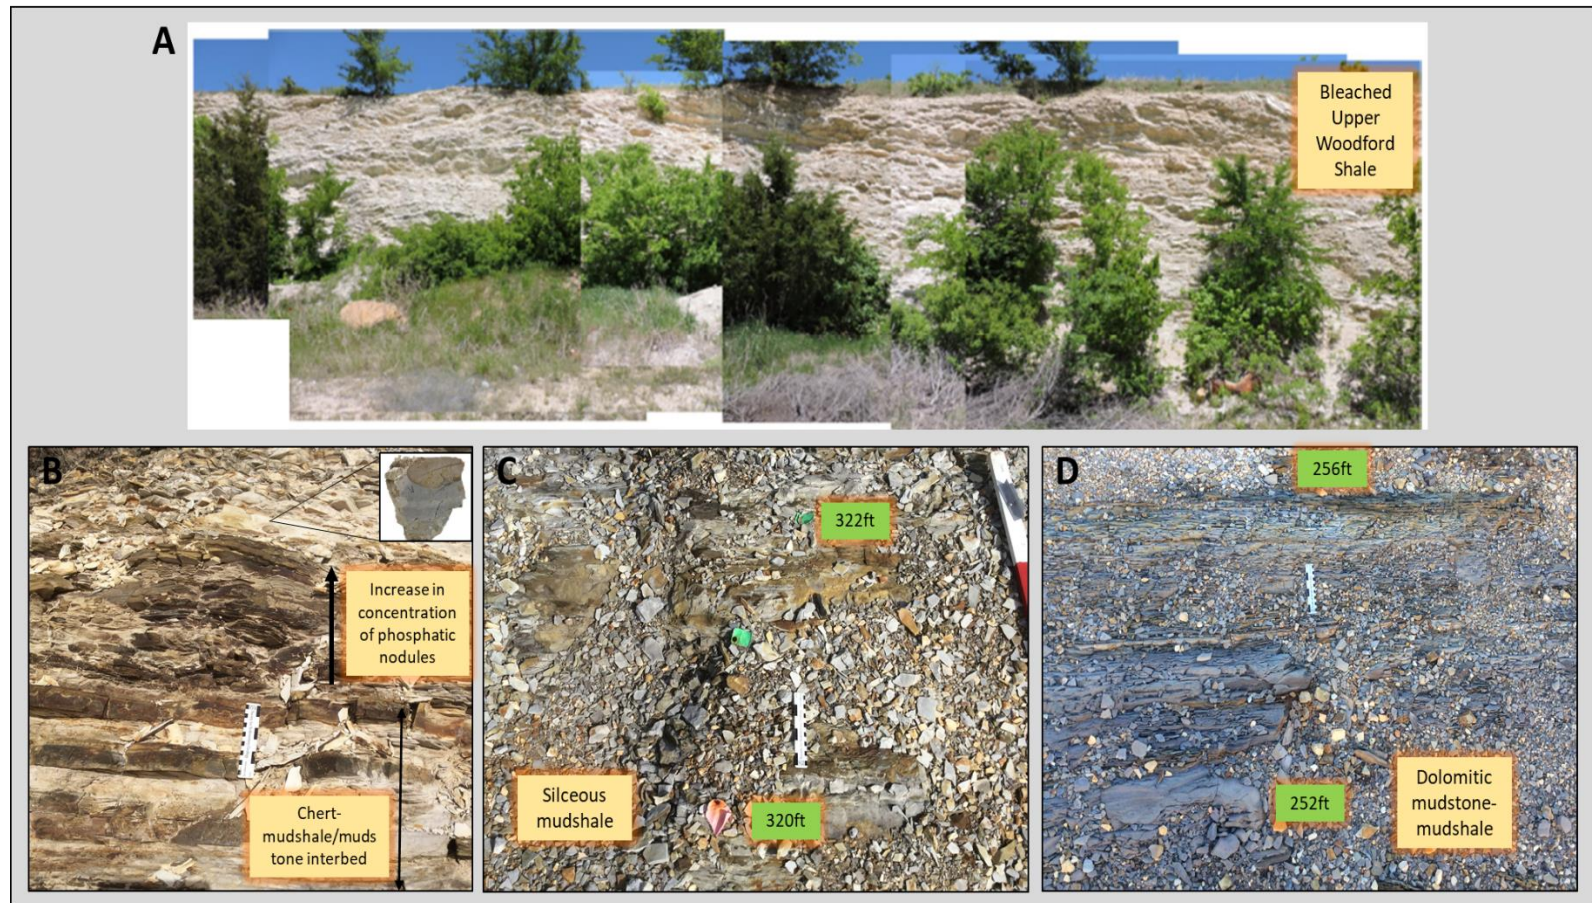 A
Bleached
Upper
Woodford
Shale
B
Increase in
concentration
of phosphatic
nodules
Chert-
mudshale/muds
tone interbed
C
322ft
Silceous
mudshale
320ft
D
256ft
252ft
Dolomitic
mudstone-
mudshale